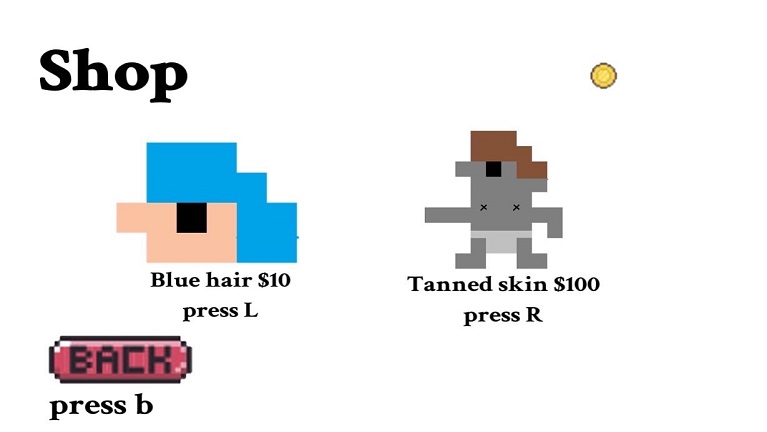 Shop
Blue hair $10
press L
Tanned skin $100
press R
BACK
press b